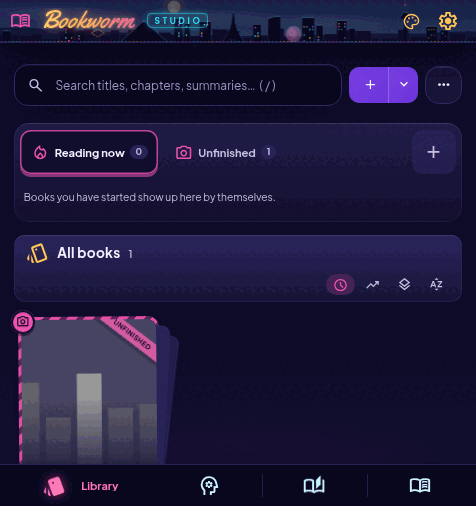 Bookworm STUDIO
Search titles, chapters, summaries... (/)
Reading now 0 Unfinished 1
Books you have started show up here by themselves.
All books 1
AZ
UNFINISHED
Library